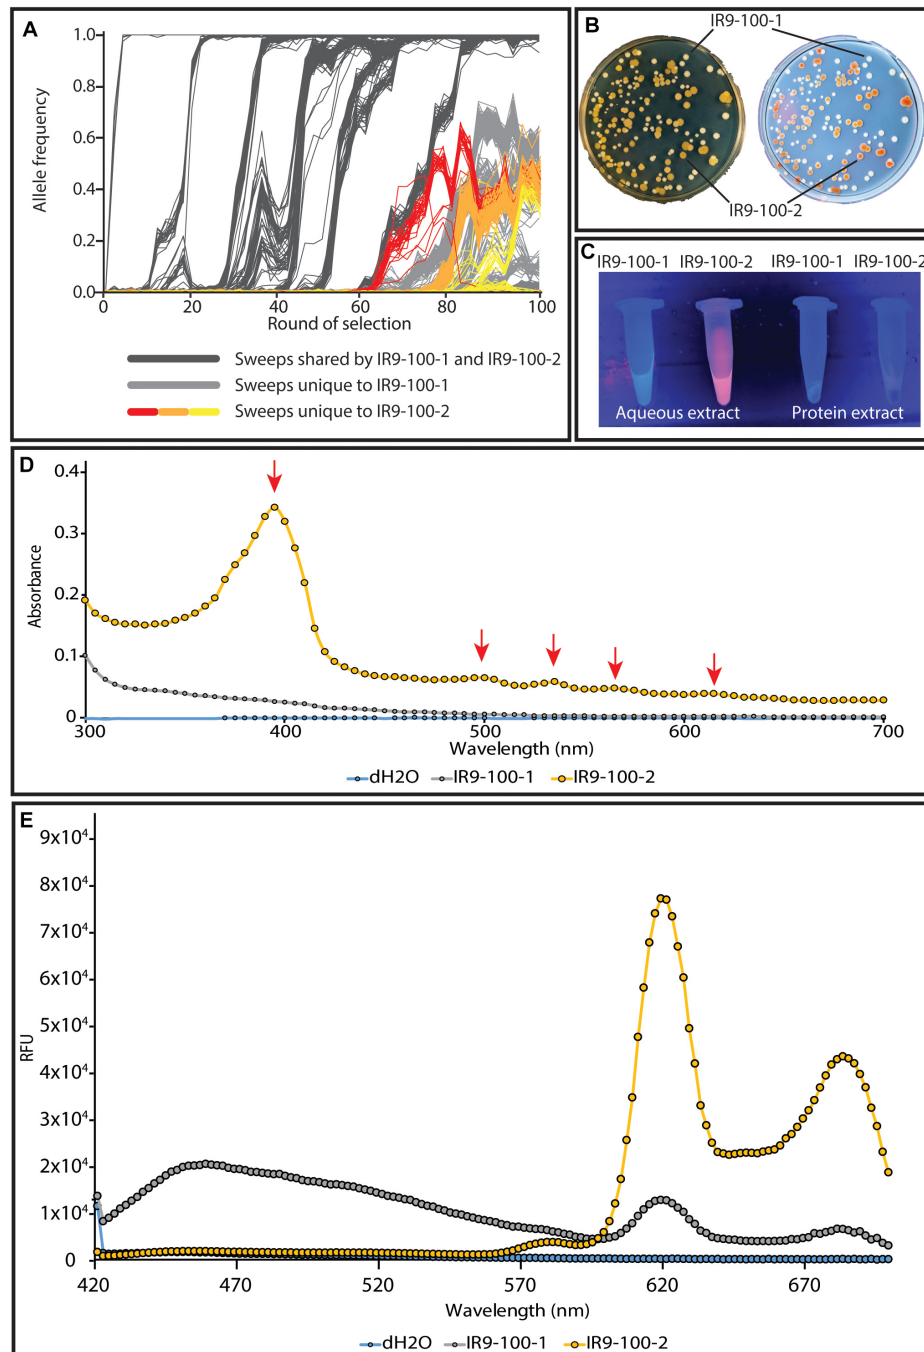 A
Allele frequency
1.0
0.8
0.6
0.4
0.2
0.0
0 20 40 60 80 100
Round of selection
Sweeps shared by IR9-100-1 and IR9-100-2
Sweeps unique to IR9-100-1
Sweeps unique to IR9-100-2
B
IR9-100-1
IR9-100-2
C
IR9-100-1 IR9-100-2 IR9-100-1 IR9-100-2
Aqueous extract Protein extract
D
Absorbance
0.4
0.3
0.2
0.1
0
300 400 500 600 700
Wavelength (nm)
dH2O IR9-100-1 IR9-100-2
E
RFU
9x10⁴
8x10⁴
7x10⁴
6x10⁴
5x10⁴
4x10⁴
3x10⁴
2x10⁴
1x10⁴
0
420 470 520 570 620 670
Wavelength (nm)
dH2O IR9-100-1 IR9-100-2